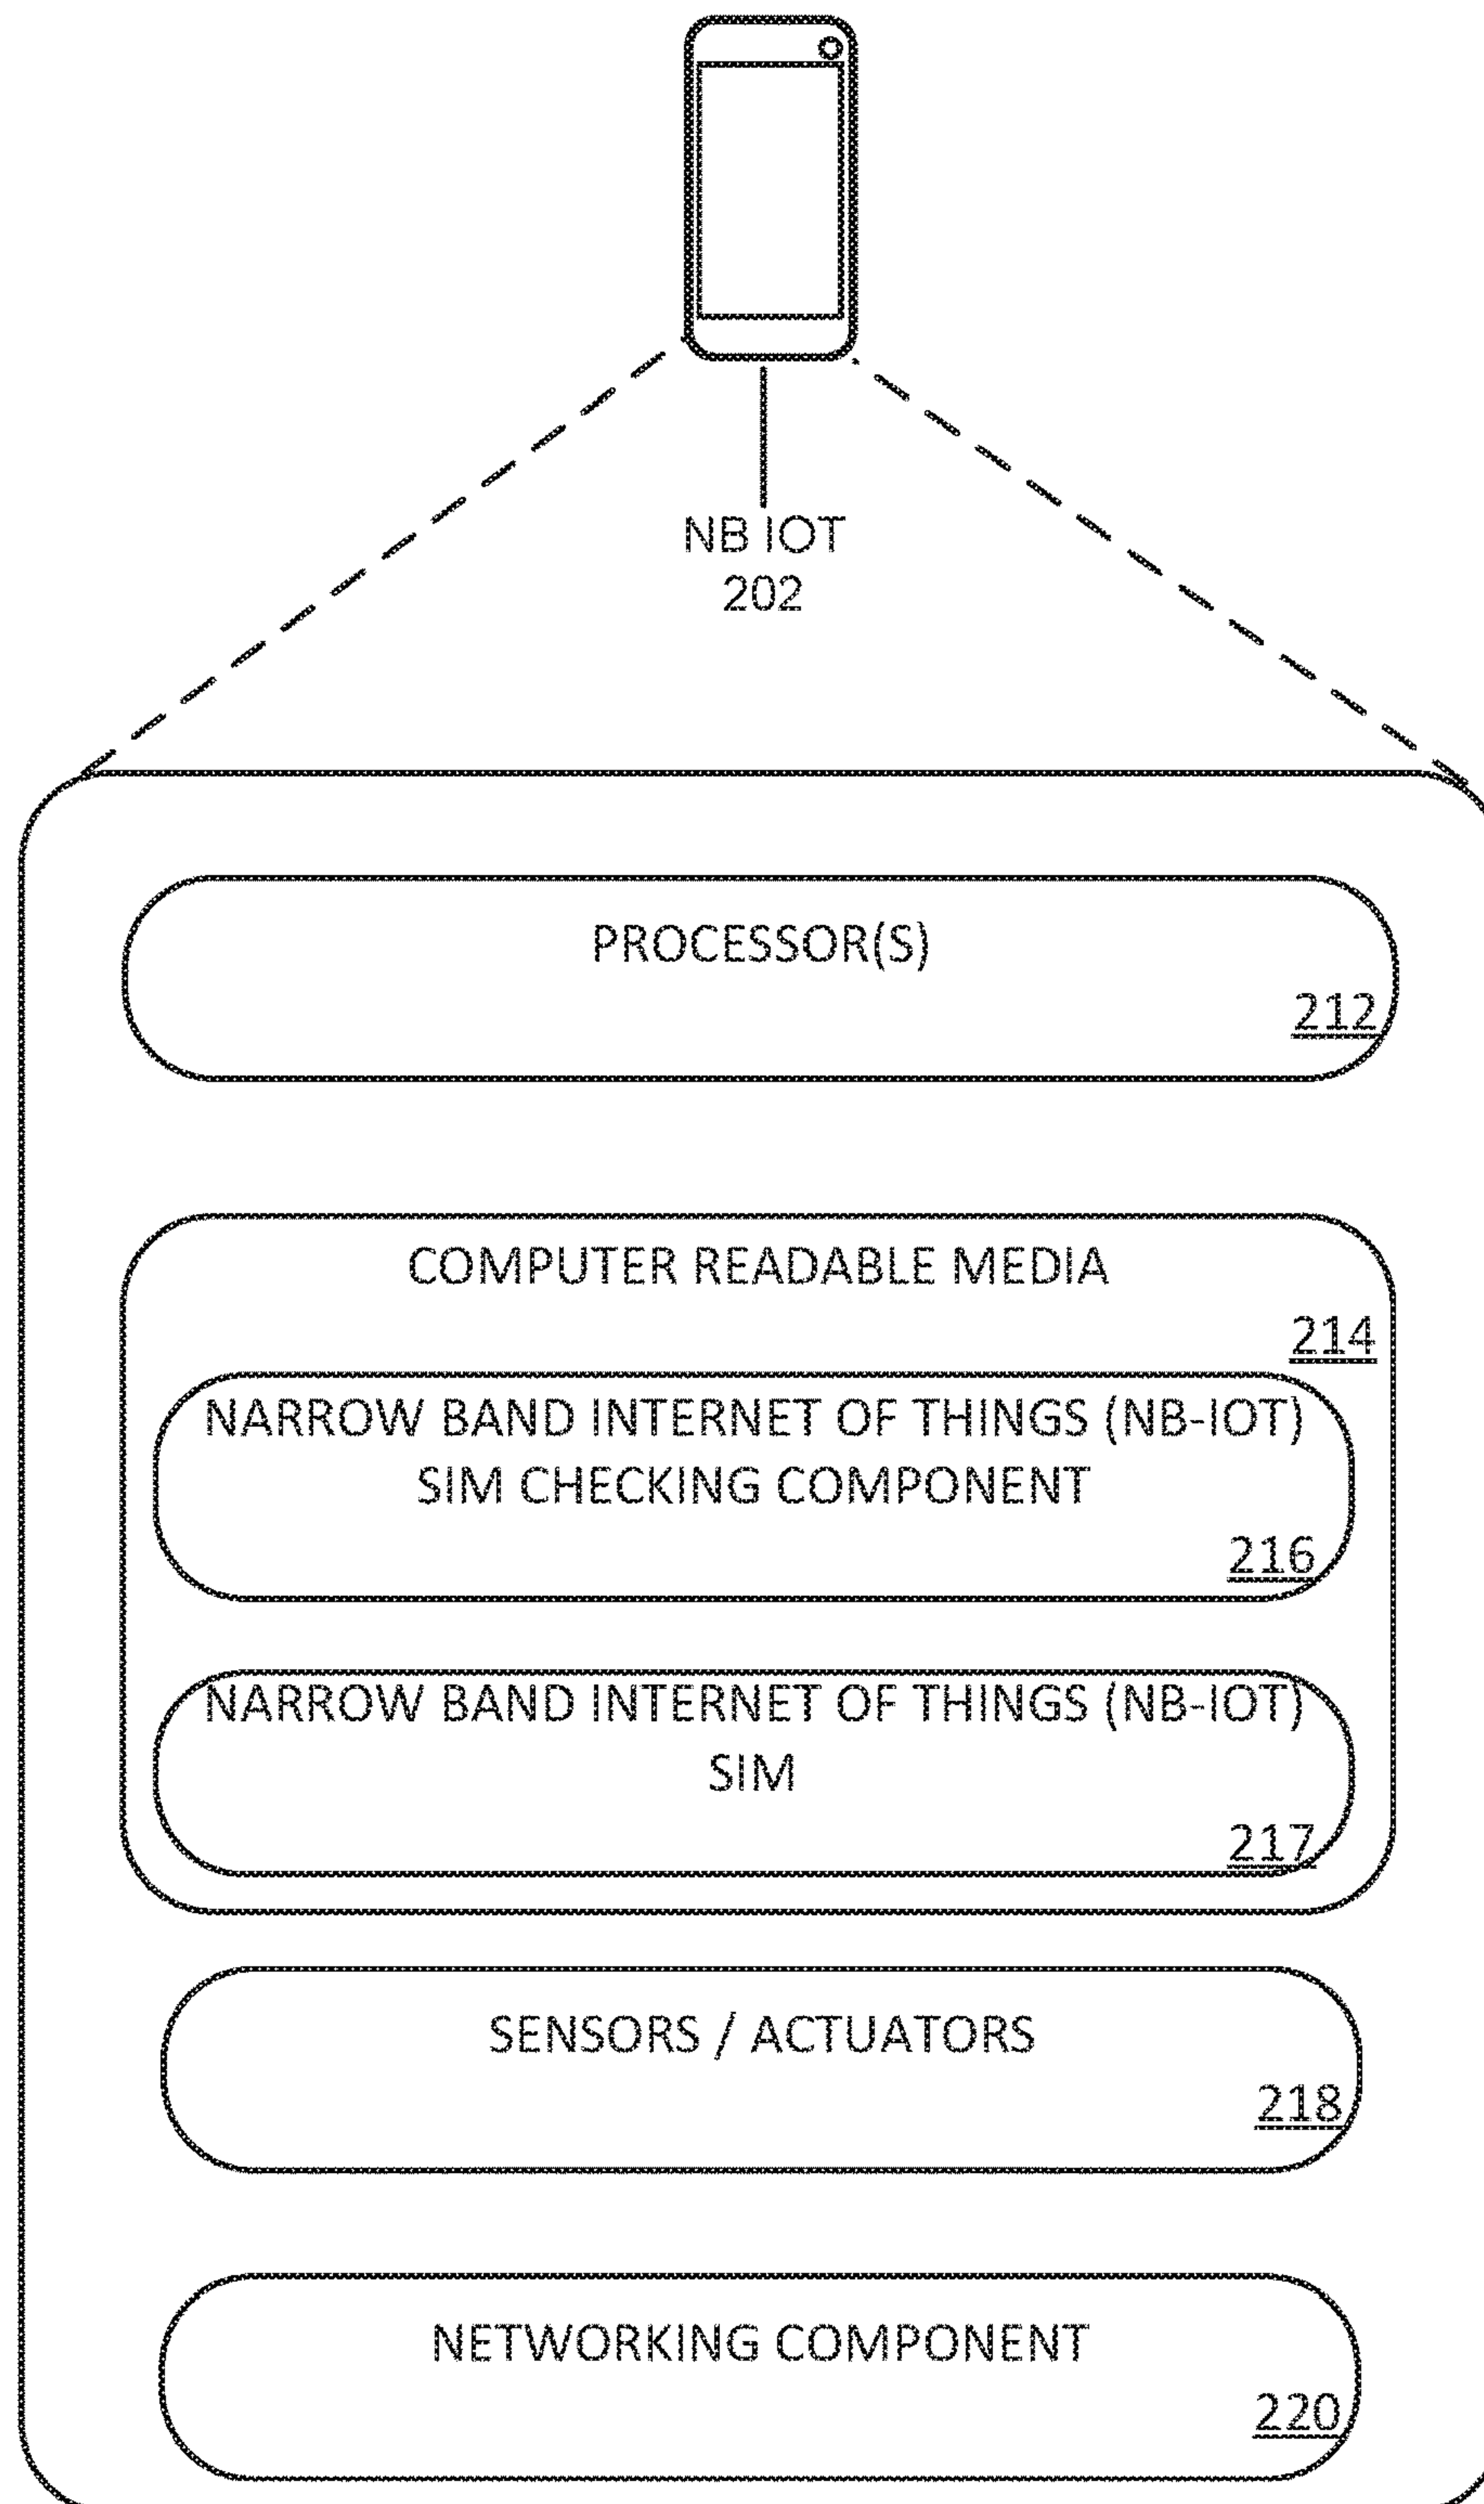 NB IOT
202
PROCESSOR(S)
212
COMPUTER READABLE MEDIA
214
NARROW BAND INTERNET OF THINGS (NB-IOT)
SIM CHECKING COMPONENT
216
NARROW BAND INTERNET OF THINGS (NB-IOT)
SIM
217
SENSORS / ACTUATORS
218
NETWORKING COMPONENT
220